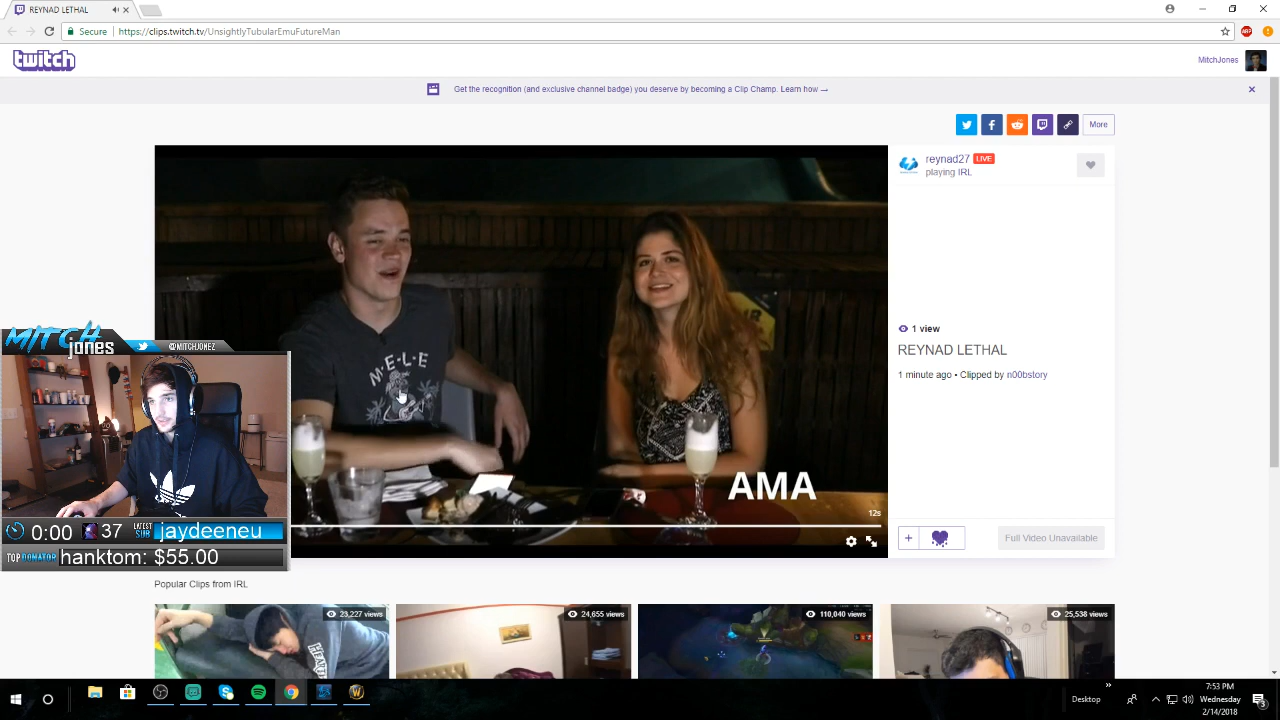 REYNAD LETHAL
Secure
https://clips.twitch.tv/UnsightlyTubularEmuFutureMan
ABP
twitch
MitchJones
Get the recognition (and exclusive channel badge) you deserve by becoming a Clip Champ. Learn how →
More
reynad27 LIVE
playing IRL
M·E·L·E
1 view
REYNAD LETHAL
1 minute ago • Clipped by n00bstory
MITCH
jones
@MITCHJONEZ
AMA
12s
0:00
37
LATEST SUB
jaydeeneu
TOP DONATOR
hanktom: $55.00
+
Full Video Unavailable
Popular Clips from IRL
23,227 views
24,655 views
110,040 views
25,538 views
Desktop
»
7:53 PM
Wednesday
2/14/2018
3